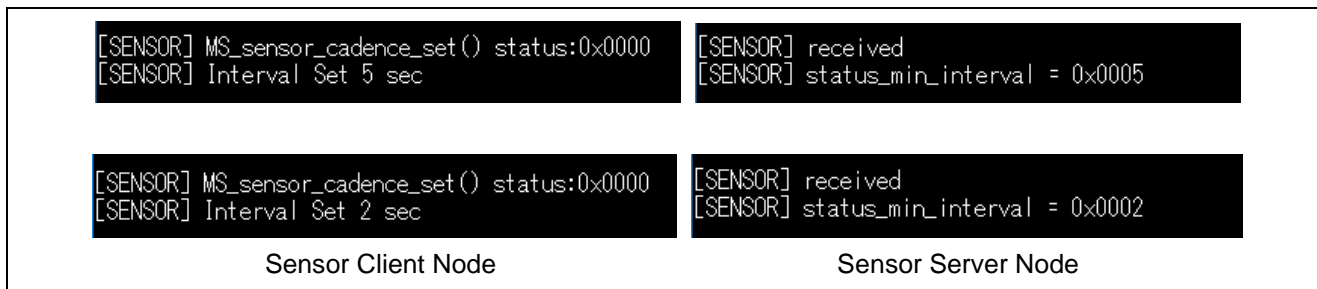 [SENSOR] MS_sensor_cadence_set() status:0x0000
[SENSOR] Interval Set 5 sec
[SENSOR] received
[SENSOR] status_min_interval = 0x0005
[SENSOR] MS_sensor_cadence_set() status:0x0000
[SENSOR] Interval Set 2 sec
[SENSOR] received
[SENSOR] status_min_interval = 0x0002
Sensor Client Node
Sensor Server Node